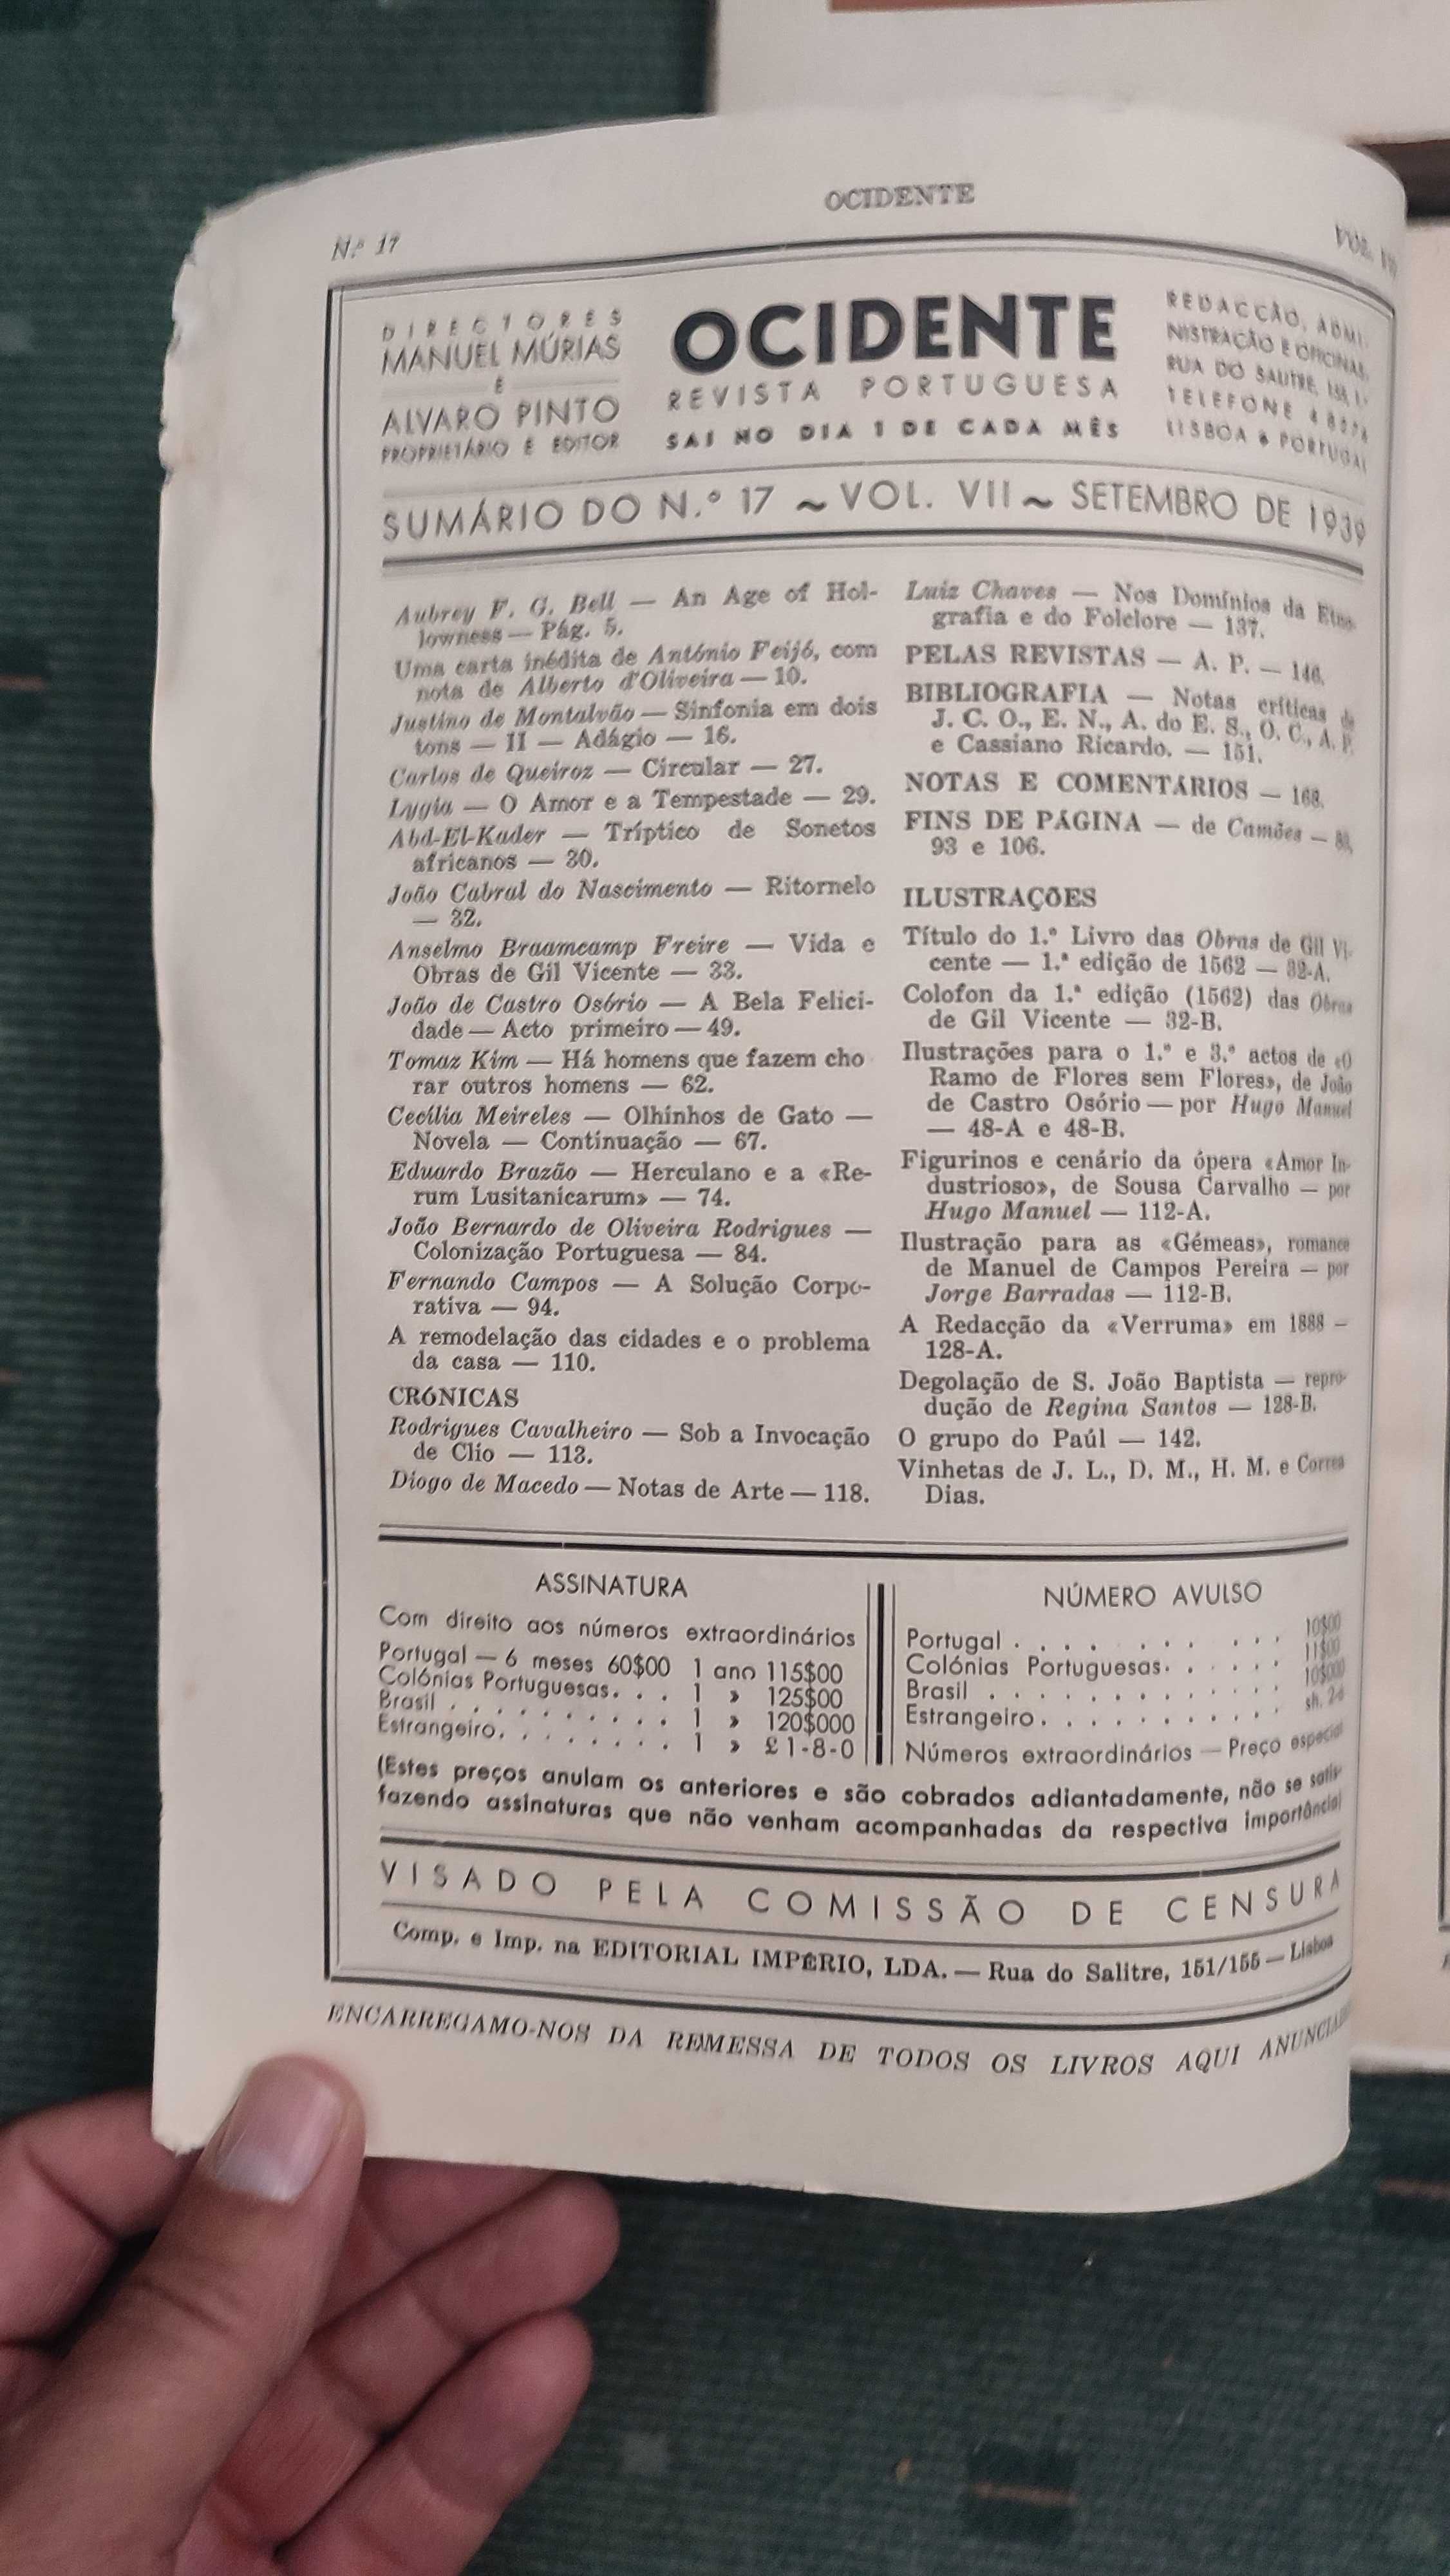 OCIDENTE
N.º 17
DIRECTORES
MANUEL MÚRIAS
E
ALVARO PINTO
PROPRIETÁRIO E EDITOR
OCIDENTE
REVISTA PORTUGUESA
SAI NO DIA 1 DE CADA MÊS
REDACCÃO, ADMI-
NISTRAÇÃO E OFICINAS,
RUA DO SALITRE,
TELEFONE
LISBOA PORTUGAL
SUMÁRIO DO N.º 17 ~ VOL. VII ~ SETEMBRO DE 1939
Aubrey F. G. Bell — An Age of Hol-
lowness — Pág. 5.
Uma carta inédita de António Feijó, com
nota de Alberto d'Oliveira — 10.
Justino de Montalvão — Sinfonia em dois
tons — II — Adágio — 16.
Carlos de Queiroz — Circular — 27.
Lygia — O Amor e a Tempestade — 29.
Abd-El-Kader — Tríptico de Sonetos
africanos — 30.
João Cabral do Nascimento — Ritornelo
— 32.
Anselmo Braamcamp Freire — Vida e
Obras de Gil Vicente — 33.
João de Castro Osório — A Bela Felici-
dade — Acto primeiro — 49.
Tomaz Kim — Há homens que fazem cho
rar outros homens — 62.
Cecília Meireles — Olhinhos de Gato —
Novela — Continuação — 67.
Eduardo Brazão — Herculano e a «Re-
rum Lusitanicarum» — 74.
João Bernardo de Oliveira Rodrigues —
Colonização Portuguesa — 84.
Fernando Campos — A Solução Corpo-
rativa — 94.
A remodelação das cidades e o problema
da casa — 110.
CRÓNICAS
Rodrigues Cavalheiro — Sob a Invocação
de Clio — 113.
Diogo de Macedo — Notas de Arte — 118.
Luiz Chaves — Nos Domínios da Etno-
grafia e do Folclore — 137.
PELAS REVISTAS — A. P. — 146.
BIBLIOGRAFIA — Notas críticas de
J. C. O., E. N., A. do E. S., O. C., A. P.
e Cassiano Ricardo. — 151.
NOTAS E COMENTÁRIOS — 168.
FINS DE PÁGINA — de Camões —
93 e 106.
ILUSTRAÇÕES
Título do 1.º Livro das Obras de Gil Vi-
cente — 1.ª edição de 1562 — 32-A.
Colofon da 1.ª edição (1562) das Obras
de Gil Vicente — 32-B.
Ilustrações para o 1.º e 3.º actos de «O
Ramo de Flores sem Flores», de João
de Castro Osório — por Hugo Manuel
— 48-A e 48-B.
Figurinos e cenário da ópera «Amor In-
dustrioso», de Sousa Carvalho — por
Hugo Manuel — 112-A.
Ilustração para as «Gémeas», romance
de Manuel de Campos Pereira — por
Jorge Barradas — 112-B.
A Redacção da «Verruma» em 1888 —
128-A.
Degolação de S. João Baptista — repro-
dução de Regina Santos — 128-B.
O grupo do Paúl — 142.
Vinhetas de J. L., D. M., H. M. e Correa
Dias.
ASSINATURA
Com direito aos números extraordinários
Portugal — 6 meses 60$00 1 ano 115$00
Colónias Portuguesas. . . 1 » 125$00
Brasil . . . . . . . . . . 1 » 120$000
Estrangeiro. . . . . . . . 1 » £ 1-8-0
NÚMERO AVULSO
Portugal . . . . . . . . . . 10$00
Colónias Portuguesas. . . . . . 11$00
Brasil . . . . . . . . . . . . 10$000
Estrangeiro. . . . . . . . . . . sh.
Números extraordinários — Preço especial
(Estes preços anulam os anteriores e são cobrados adiantadamente, não se satis-
fazendo assinaturas que não venham acompanhadas da respectiva importância)
VISADO PELA COMISSÃO DE CENSURA
Comp. e Imp. na EDITORIAL IMPÉRIO, LDA. — Rua do Salitre, 151/155 — Lisboa
ENCARREGAMO-NOS DA REMESSA DE TODOS OS LIVROS AQUI